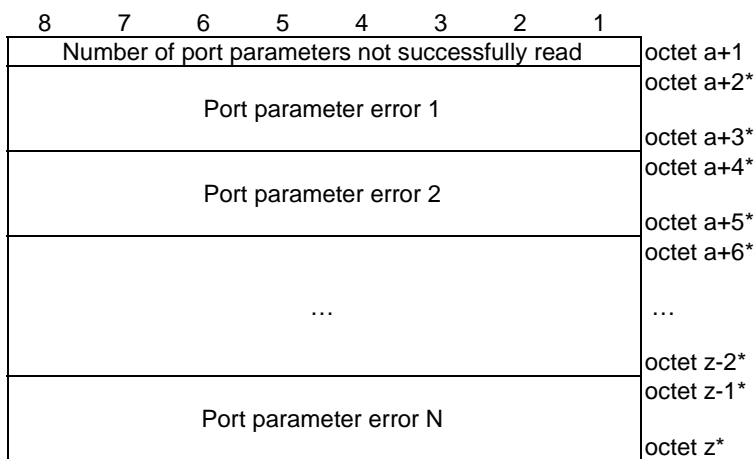 8 7 6 5 4 3 2 1
Number of port parameters not successfully read octet a+1
octet a+2*
Port parameter error 1
octet a+3*
octet a+4*
Port parameter error 2
octet a+5*
octet a+6*
… …
octet z-2*
octet z-1*
Port parameter error N
octet z*